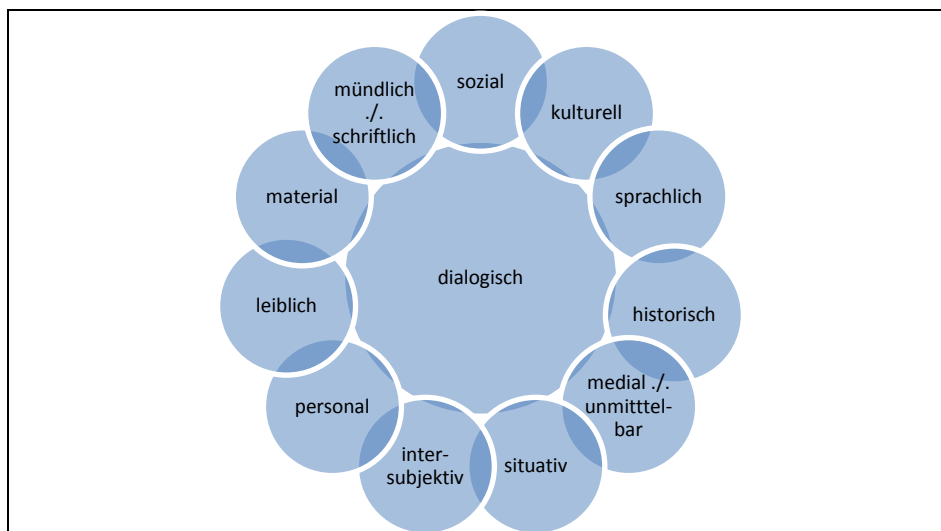 sozial
kulturell
sprachlich
historisch
medial ./.
unmitttel-
bar
situativ
inter-
subjektiv
personal
leiblich
material
mündlich
./.
schriftlich
dialogisch